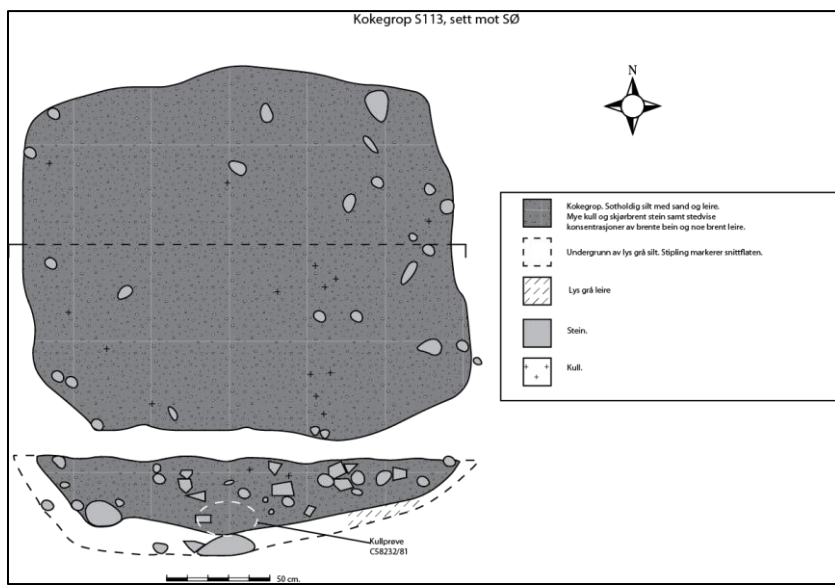 Kokegrop S113, sett mot SØ
N
Kokegrop. Sotholdig silt med sand og leire.
Mye kull og skjørbrent stein samt stedvise
konsentrasjoner av brente bein og noe brent leire.
Undergrunn av lys grå silt. Stipling markerer snittflaten.
Lys grå leire
Stein.
Kull.
Kullprøve
C58232/81
50 cm.